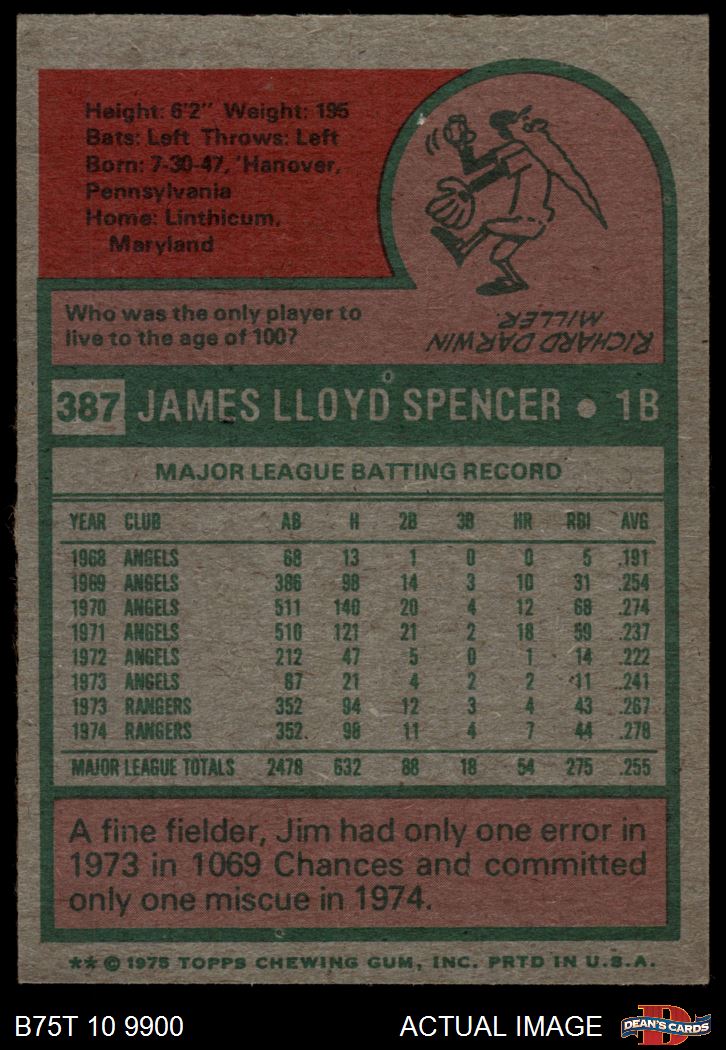 Height: 6'2" Weight: 195
Bats: Left Throws: Left
Born: 7-30-47, 'Hanover,
Pennsylvania
Home: Linthicum,
Maryland
Who was the only player to
live to the age of 100?
RICHARD DARWIN
MILLER.
387 JAMES LLOYD SPENCER • 1B
MAJOR LEAGUE BATTING RECORD
YEAR CLUB AB H 2B 3B HR RBI AVG
1968 ANGELS 68 13 1 0 0 5 .191
1969 ANGELS 386 98 14 3 10 31 .254
1970 ANGELS 511 140 20 4 12 68 .274
1971 ANGELS 510 121 21 2 18 59 .237
1972 ANGELS 212 47 5 0 1 14 .222
1973 ANGELS 87 21 4 2 2 11 .241
1973 RANGERS 352 94 12 3 4 43 .267
1974 RANGERS 352 98 11 4 7 44 .278
MAJOR LEAGUE TOTALS 2478 632 88 18 54 275 .255
A fine fielder, Jim had only one error in
1973 in 1069 Chances and committed
only one miscue in 1974.
** © 1975 TOPPS CHEWING GUM, INC. PRTD IN U.S.A.
B75T 10 9900 ACTUAL IMAGE
DEAN'S CARDS